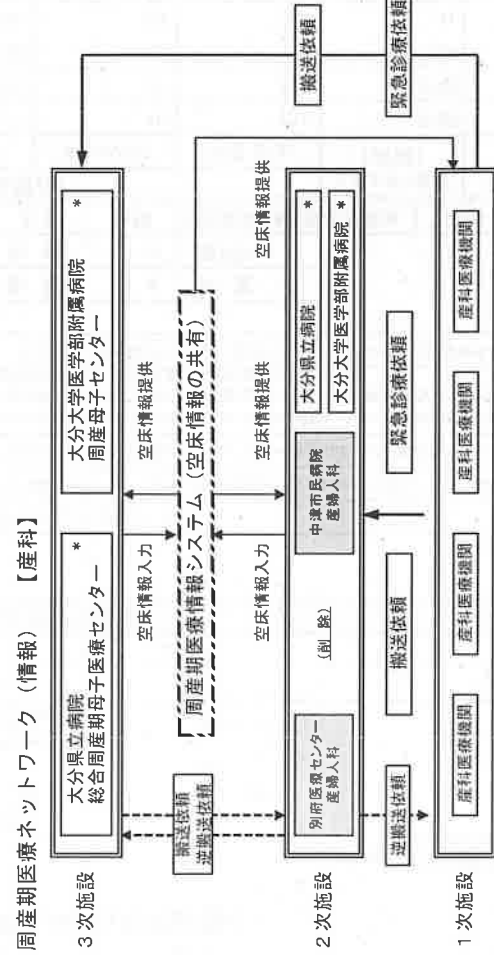 周産期医療ネットワーク（情報）　【産科】
3次施設
大分県立病院
総合周産期母子医療センター
＊
大分大学医学部附属病院
周産母子センター
＊
搬送依頼
逆搬送依頼
空床情報入力
空床情報提供
周産期医療情報システム（空床情報の共有）
空床情報入力
空床情報提供
空床情報提供
搬送依頼
緊急診療依頼
2次施設
別府医療センター
産婦人科
（削　除）
中津市民病院
産婦人科
大分県立病院　＊
大分大学医学部附属病院　＊
逆搬送依頼
搬送依頼
緊急診療依頼
1次施設
産科医療機関
産科医療機関
産科医療機関
産科医療機関